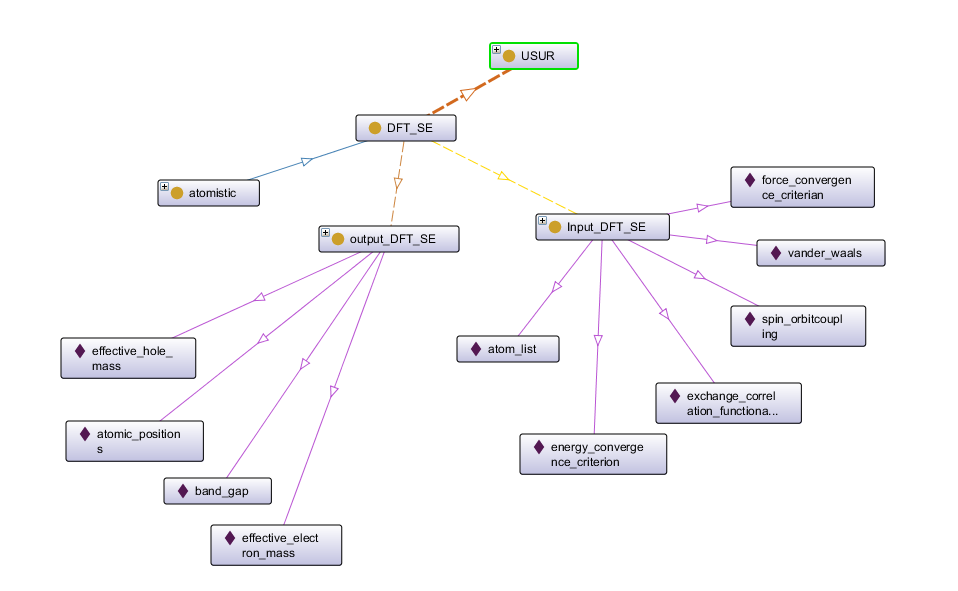 USUR
DFT_SE
atomistic
force_convergen
ce_criterian
Input_DFT_SE
output_DFT_SE
vander_waals
spin_orbitcoupl
ing
atom_list
effective_hole_
mass
exchange_correl
ation_functiona...
atomic_position
s
energy_converge
nce_criterion
band_gap
effective_elect
ron_mass